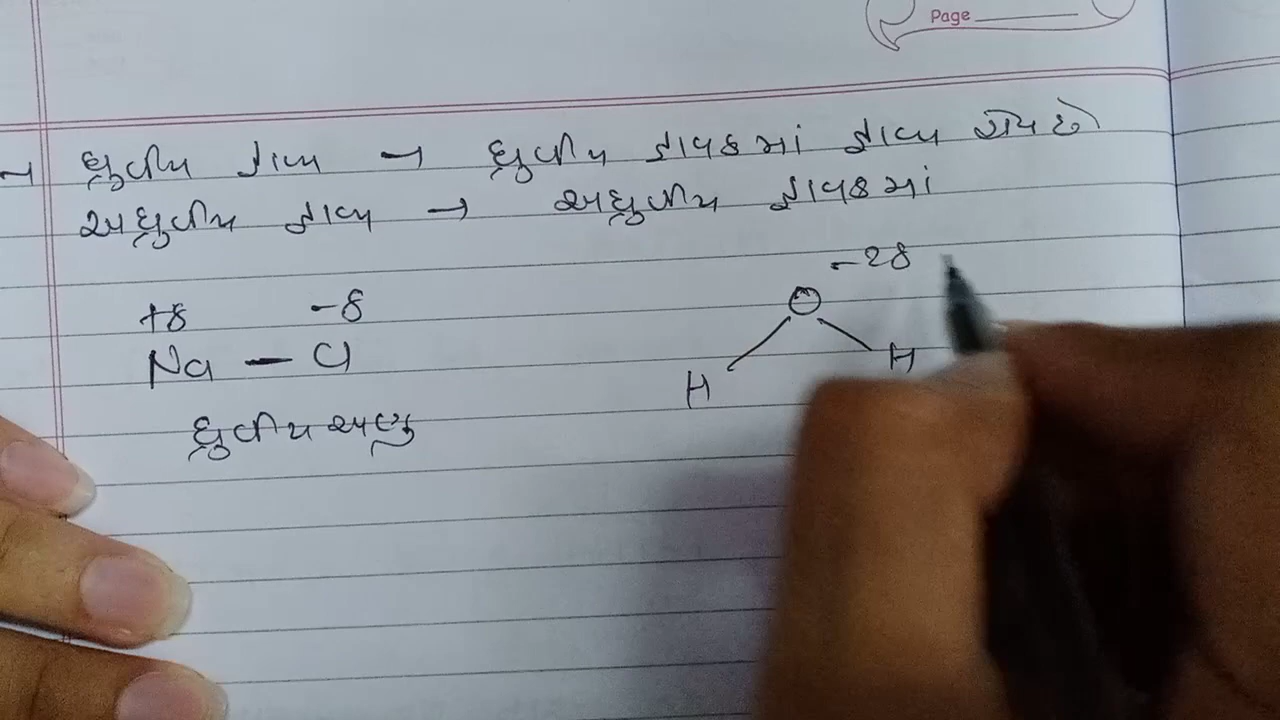 Page
→ ધ્રુવીય દ્રાવ્ય → ધ્રુવીય દ્રાવકમાં દ્રાવ્ય થાય છે
અધ્રુવીય દ્રાવ્ય → અધ્રુવીય દ્રાવકમાં
+δ -δ
Na — Cl
ધ્રુવીય અણુ
-2δ
O
H H